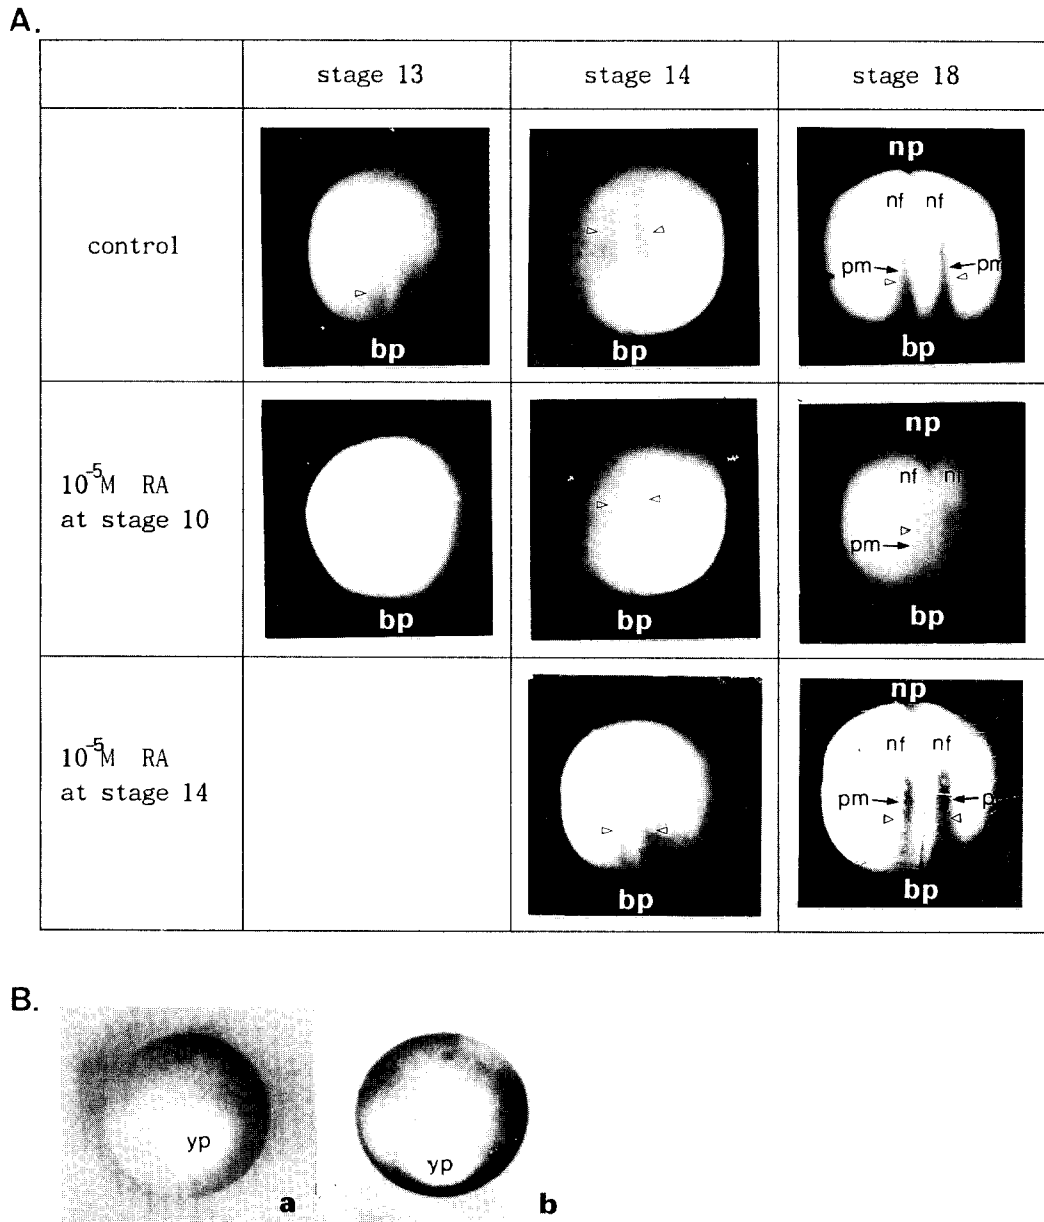 A.
stage 13 stage 14 stage 18
control
bp
bp
np
nf nf
pm pm
bp
10⁻⁵M RA
at stage 10
bp
bp
np
nf nf
pm
bp
10⁻⁵M RA
at stage 14
bp
np
nf nf
pm
bp
B.
yp
a
yp
b